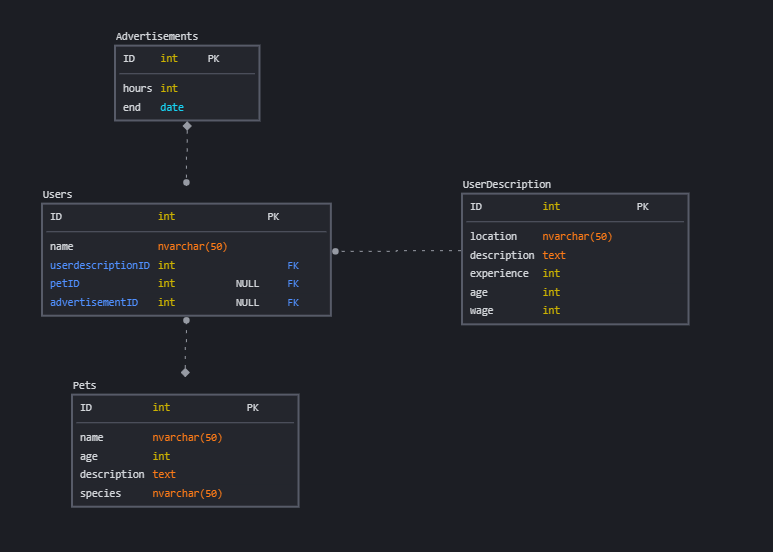 Advertisements
ID int PK
hours int
end date
Users
ID int PK
name nvarchar(50)
userdescriptionID int FK
petID int NULL FK
advertisementID int NULL FK
UserDescription
ID int PK
location nvarchar(50)
description text
experience int
age int
wage int
Pets
ID int PK
name nvarchar(50)
age int
description text
species nvarchar(50)